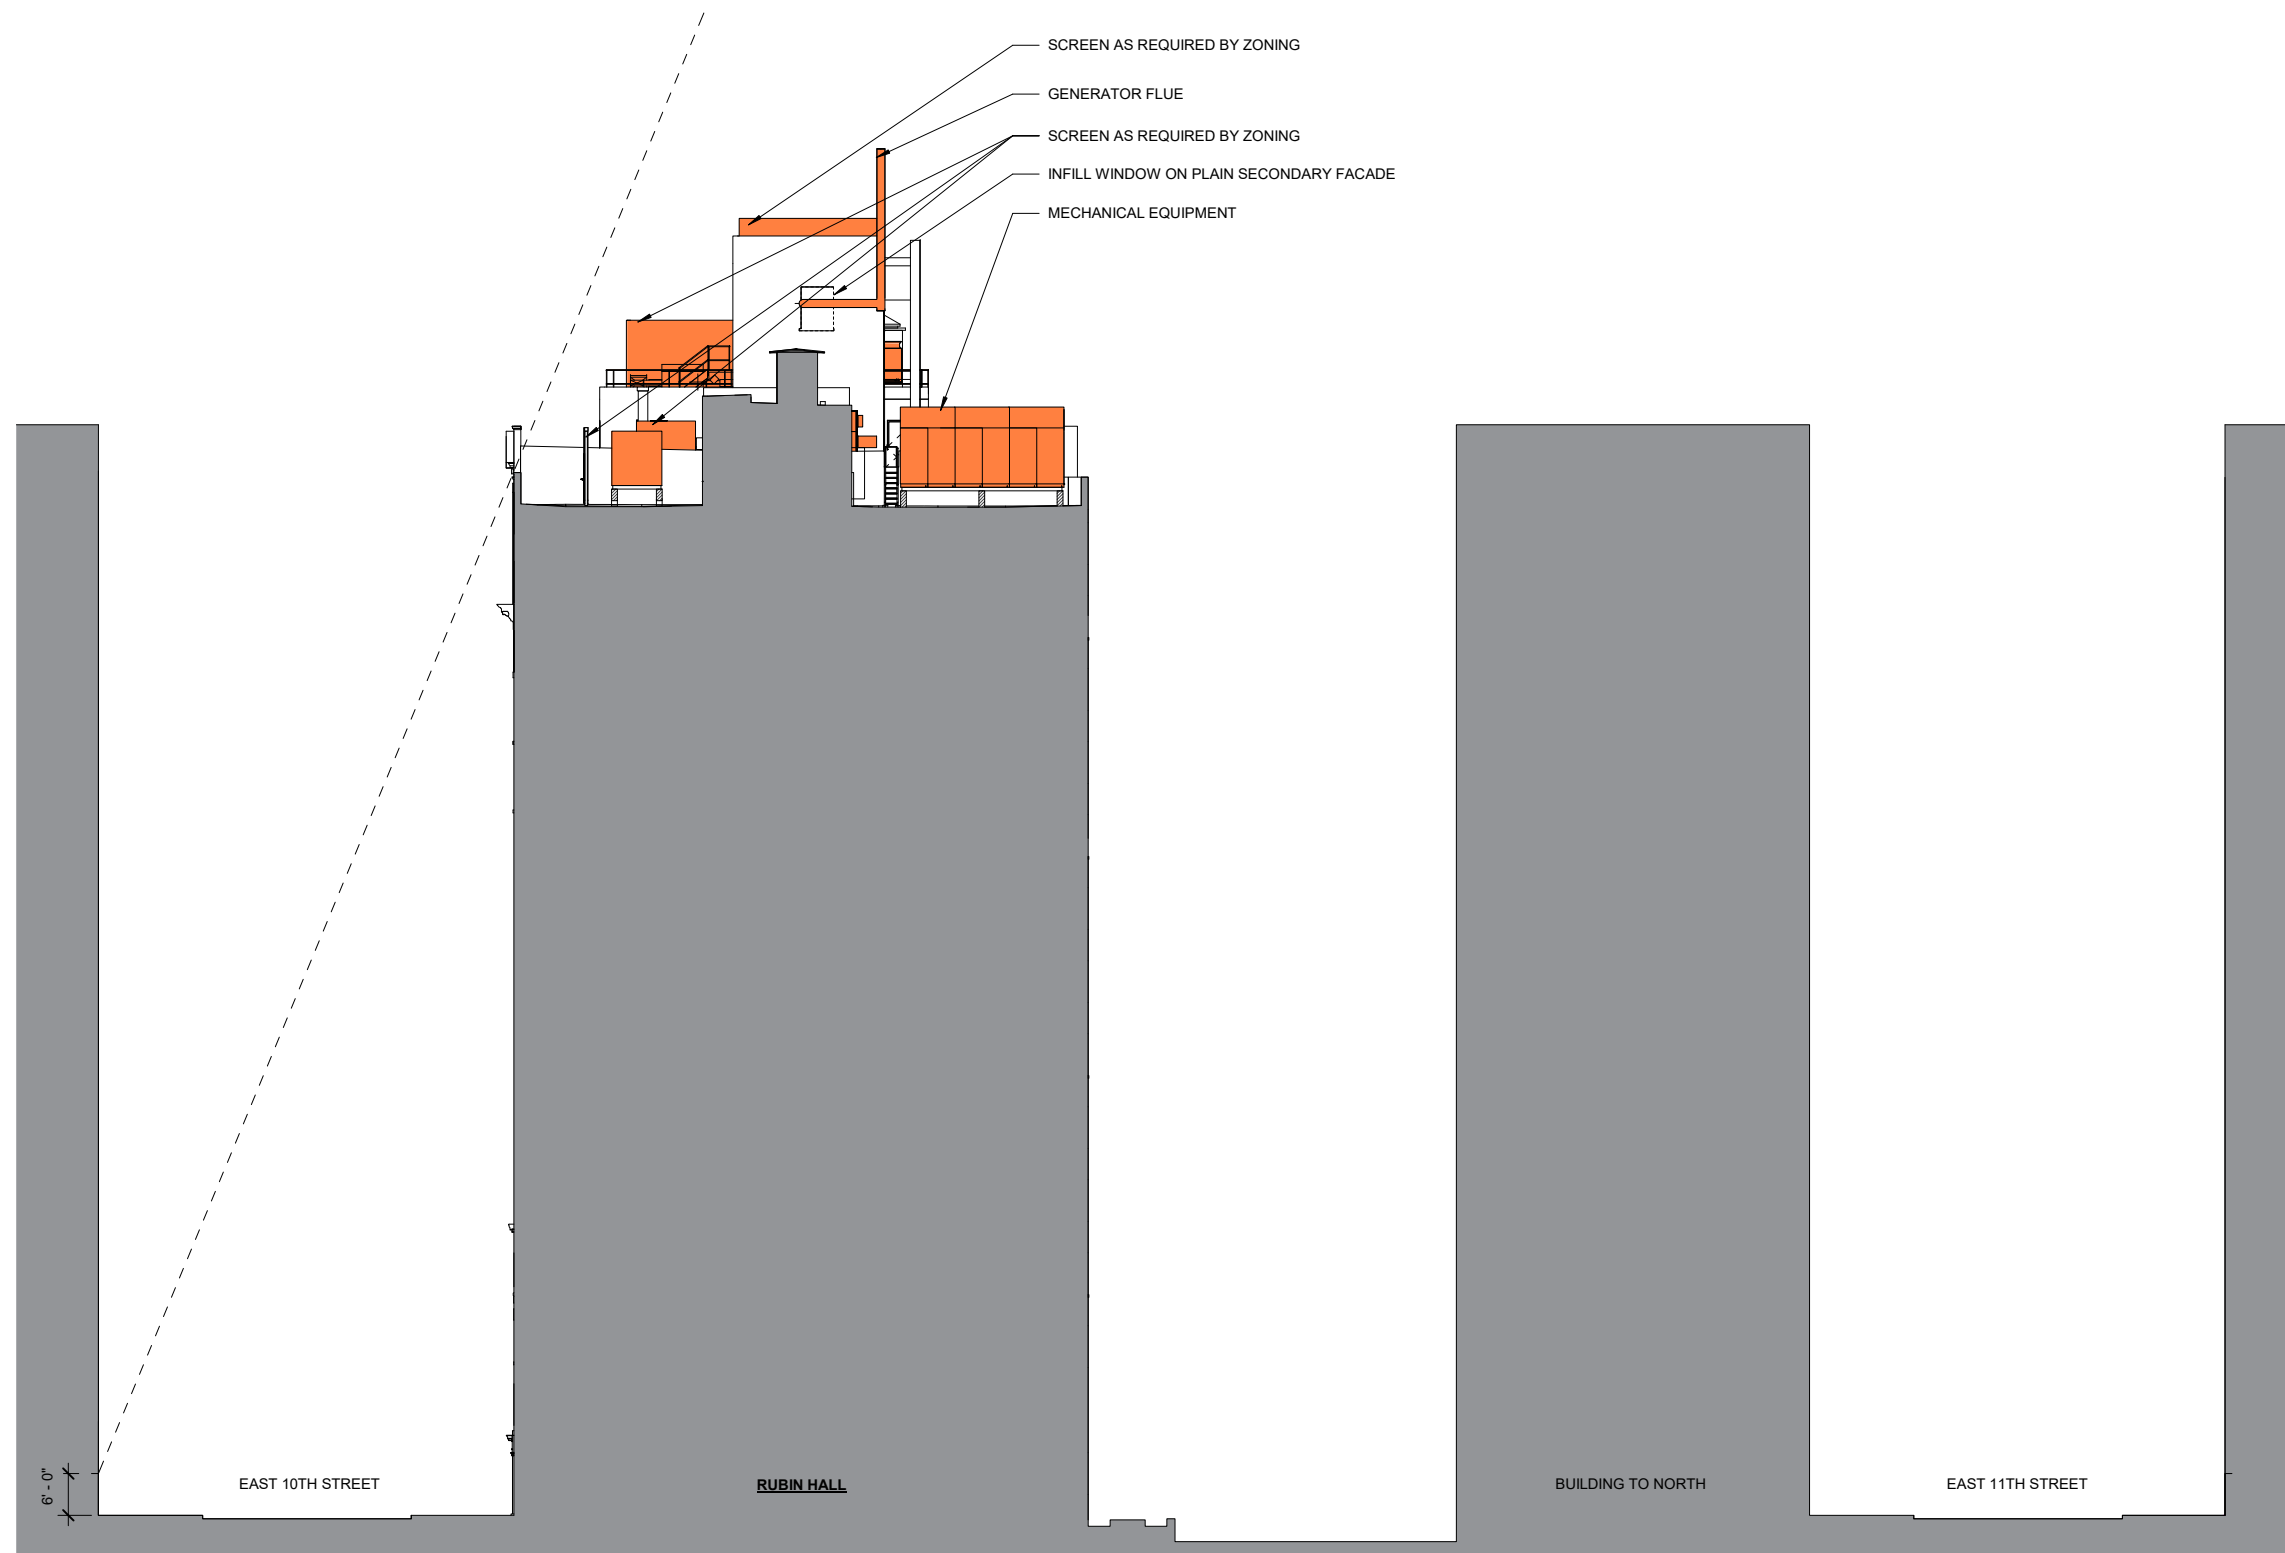 SCREEN AS REQUIRED BY ZONING
GENERATOR FLUE
SCREEN AS REQUIRED BY ZONING
INFILL WINDOW ON PLAIN SECONDARY FACADE
MECHANICAL EQUIPMENT
6' - 0"
EAST 10TH STREET
RUBIN HALL
BUILDING TO NORTH
EAST 11TH STREET